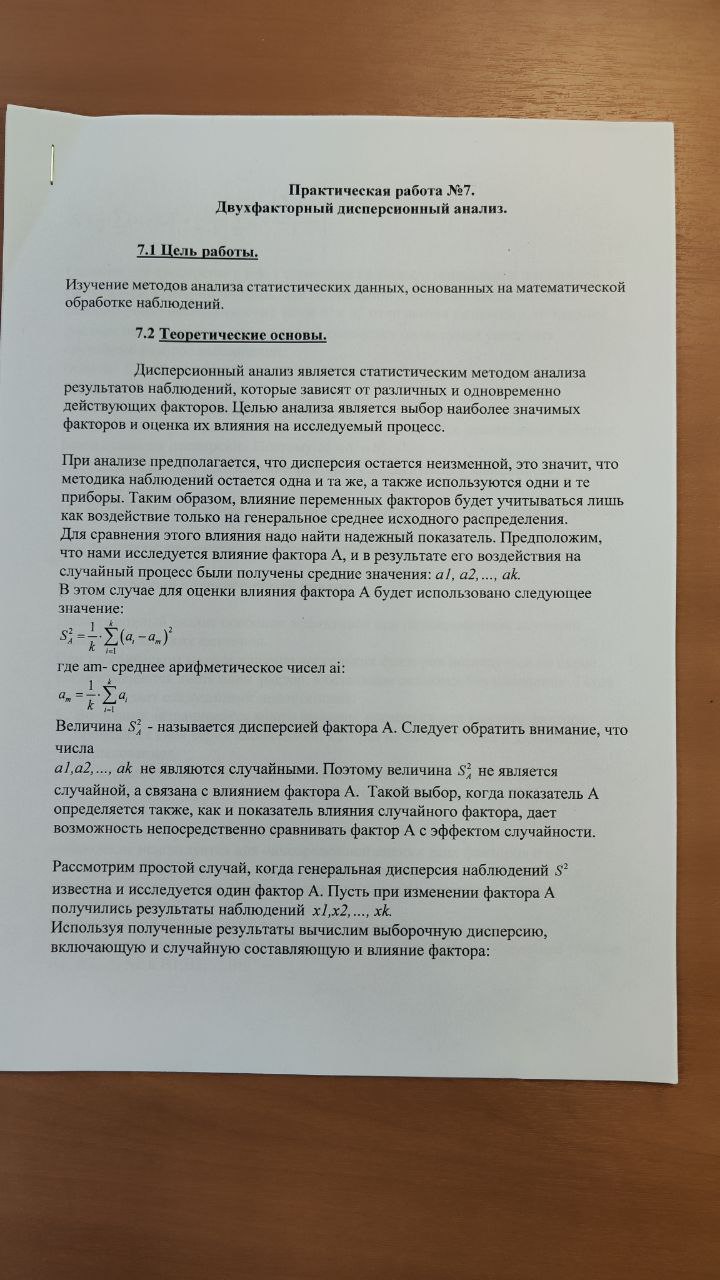 Практическая работа №7.
Двухфакторный дисперсионный анализ.
7.1 Цель работы.
Изучение методов анализа статистических данных, основанных на математической
обработке наблюдений.
7.2 Теоретические основы.
Дисперсионный анализ является статистическим методом анализа
результатов наблюдений, которые зависят от различных и одновременно
действующих факторов. Целью анализа является выбор наиболее значимых
факторов и оценка их влияния на исследуемый процесс.
При анализе предполагается, что дисперсия остается неизменной, это значит, что
методика наблюдений остается одна и та же, а также используются одни и те
приборы. Таким образом, влияние переменных факторов будет учитываться лишь
как воздействие только на генеральное среднее исходного распределения.
Для сравнения этого влияния надо найти надежный показатель. Предположим,
что нами исследуется влияние фактора А, и в результате его воздействия на
случайный процесс были получены средние значения: a1, a2,…, ak.
В этом случае для оценки влияния фактора А будет использовано следующее
значение:
$S_A^2 = \frac{1}{k} \cdot \sum_{i=1}^{k} (a_i - a_m)^2$
где am- среднее арифметическое чисел ai:
$a_m = \frac{1}{k} \cdot \sum_{i=1}^{k} a_i$
Величина $S_A^2$ - называется дисперсией фактора А. Следует обратить внимание, что
числа
a1,a2,…, ak не являются случайными. Поэтому величина $S_A^2$ не является
случайной, а связана с влиянием фактора А. Такой выбор, когда показатель А
определяется также, как и показатель влияния случайного фактора, дает
возможность непосредственно сравнивать фактор А с эффектом случайности.
Рассмотрим простой случай, когда генеральная дисперсия наблюдений $S^2$
известна и исследуется один фактор А. Пусть при изменении фактора А
получились результаты наблюдений x1,x2,…, xk.
Используя полученные результаты вычислим выборочную дисперсию,
включающую и случайную составляющую и влияние фактора: